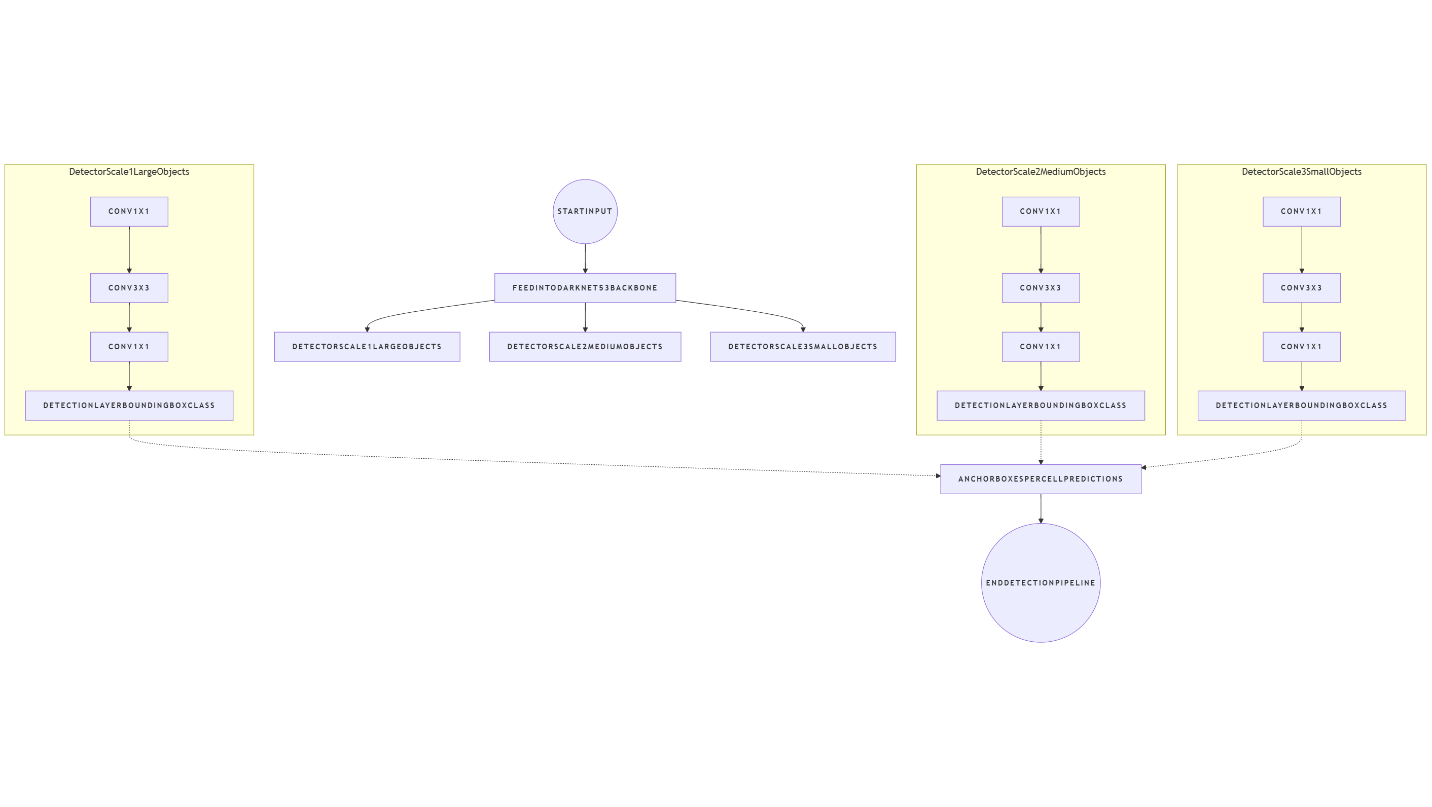 DetectorScale1LargeObjects
CONV1X1
CONV3X3
CONV1X1
DETECTIONLAYERBOUNDINGBOXCLASS
STARTINPUT
FEEDINTODARKNET53BACKBONE
DETECTORSCALE1LARGEOBJECTS
DETECTORSCALE2MEDIUMOBJECTS
DETECTORSCALE3SMALLOBJECTS
DetectorScale2MediumObjects
CONV1X1
CONV3X3
CONV1X1
DETECTIONLAYERBOUNDINGBOXCLASS
DetectorScale3SmallObjects
CONV1X1
CONV3X3
CONV1X1
DETECTIONLAYERBOUNDINGBOXCLASS
ANCHORBOXESPERCELLPREDICTIONS
ENDDETECTIONPIPELINE